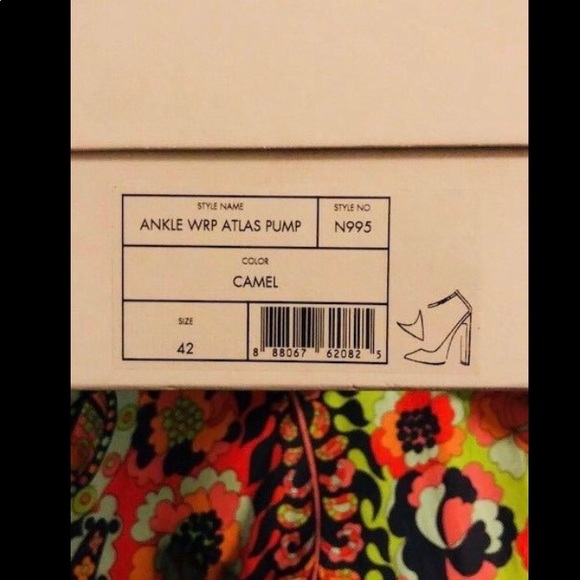 STYLE NAME
ANKLE WRP ATLAS PUMP
STYLE NO
N995
COLOR
CAMEL
SIZE
42
8 88067 62082 5